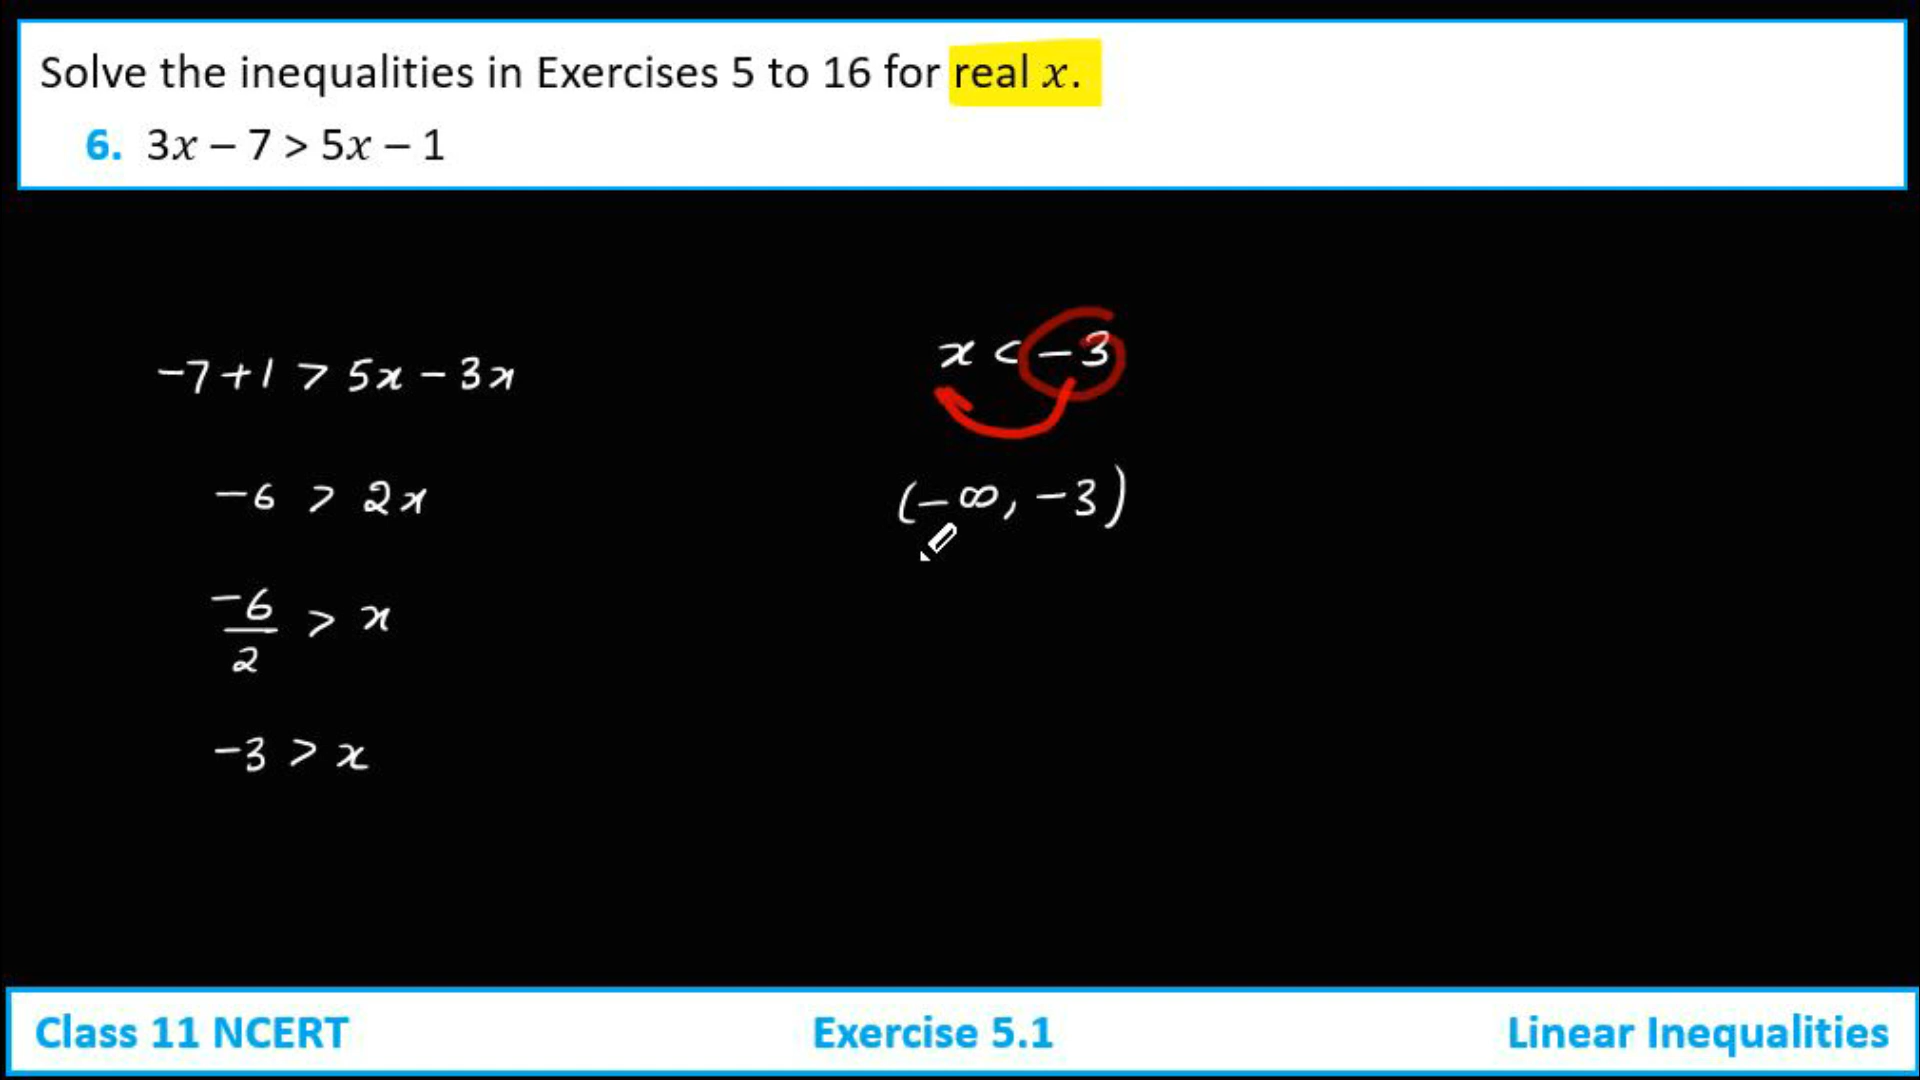 Solve the inequalities in Exercises 5 to 16 for real x.
6. 3x – 7 > 5x – 1
-7+1 > 5x - 3x
-6 > 2x
-6/2 > x
-3 > x
x < -3
(-∞, -3)
Class 11 NCERT
Exercise 5.1
Linear Inequalities